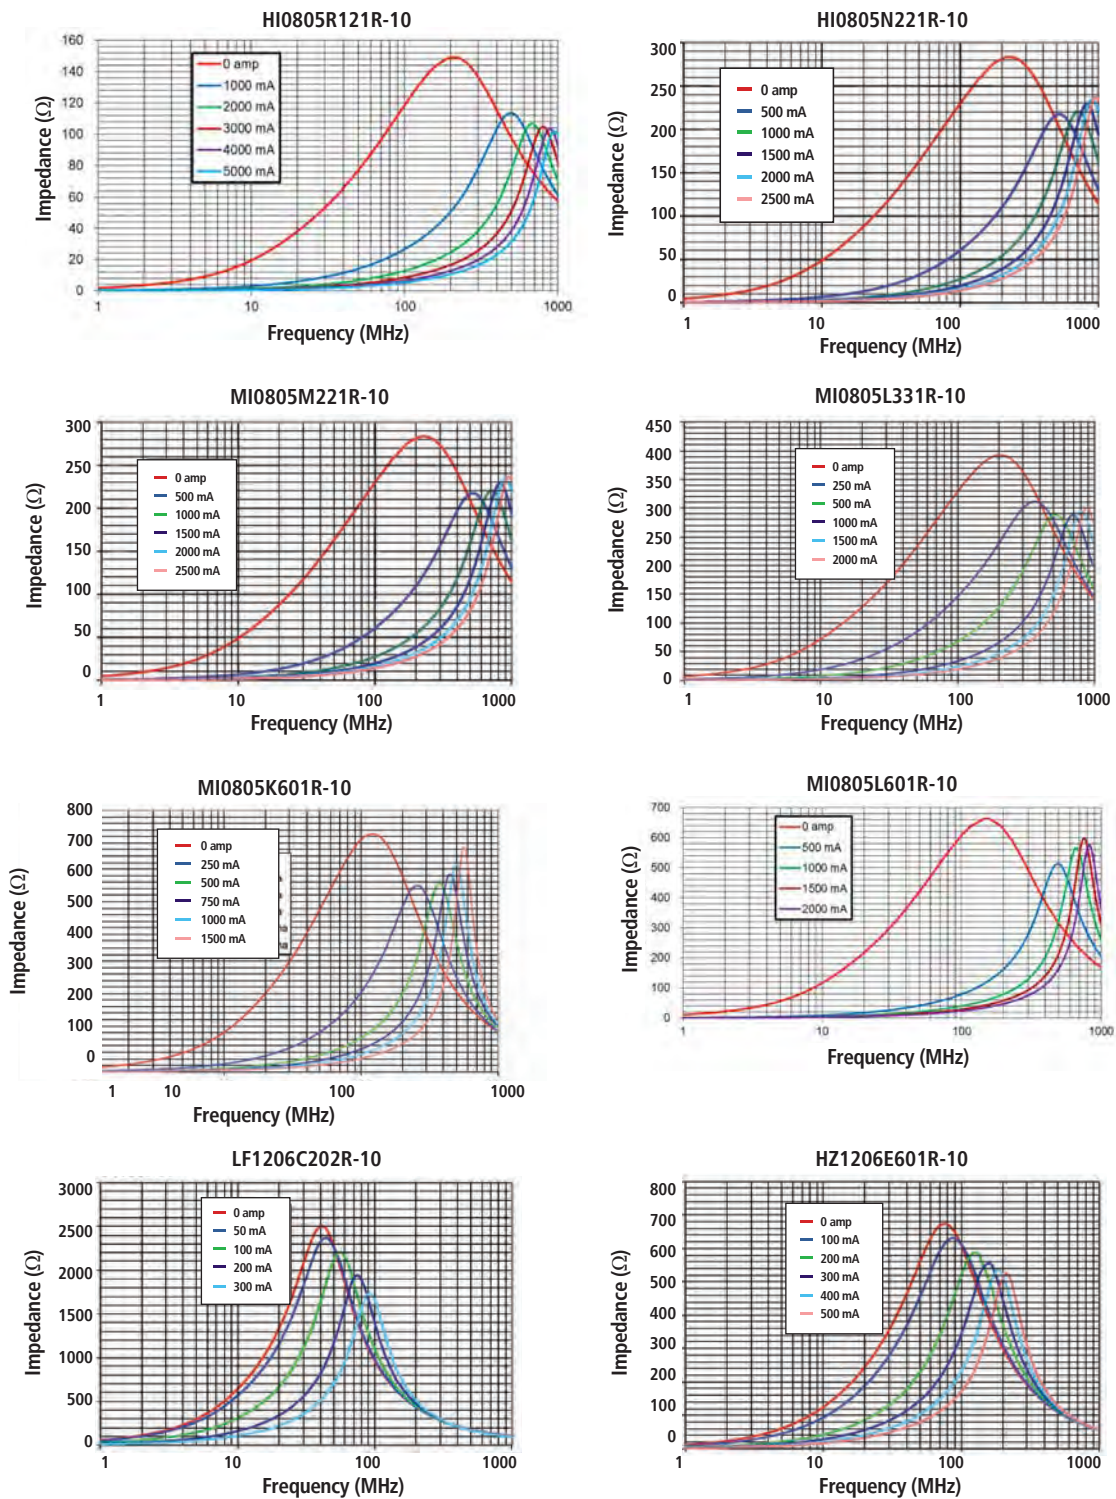 HI0805R121R-10
160
140
120
100
80
60
40
20
0
Impedance (Ω)
0 amp
1000 mA
2000 mA
3000 mA
4000 mA
5000 mA
1
10
100
1000
Frequency (MHz)
HI0805N221R-10
300
250
200
150
100
50
0
Impedance (Ω)
0 amp
500 mA
1000 mA
1500 mA
2000 mA
2500 mA
1
10
100
1000
Frequency (MHz)
MI0805M221R-10
300
250
200
150
100
50
0
Impedance (Ω)
0 amp
500 mA
1000 mA
1500 mA
2000 mA
2500 mA
1
10
100
1000
Frequency (MHz)
MI0805L331R-10
450
400
350
300
250
200
150
100
50
0
Impedance (Ω)
0 amp
250 mA
500 mA
1000 mA
1500 mA
2000 mA
1
10
100
1000
Frequency (MHz)
MI0805K601R-10
800
700
600
500
400
300
200
100
0
Impedance (Ω)
0 amp
250 mA
500 mA
750 mA
1000 mA
1500 mA
1
10
100
1000
Frequency (MHz)
MI0805L601R-10
700
600
500
400
300
200
100
0
Impedance (Ω)
0 amp
500 mA
1000 mA
1500 mA
2000 mA
1
10
100
1000
Frequency (MHz)
LF1206C202R-10
3000
2500
2000
1500
1000
500
0
Impedance (Ω)
0 amp
50 mA
100 mA
200 mA
300 mA
1
10
100
1000
Frequency (MHz)
HZ1206E601R-10
800
700
600
500
400
300
200
100
0
Impedance (Ω)
0 amp
100 mA
200 mA
300 mA
400 mA
500 mA
1
10
100
1000
Frequency (MHz)